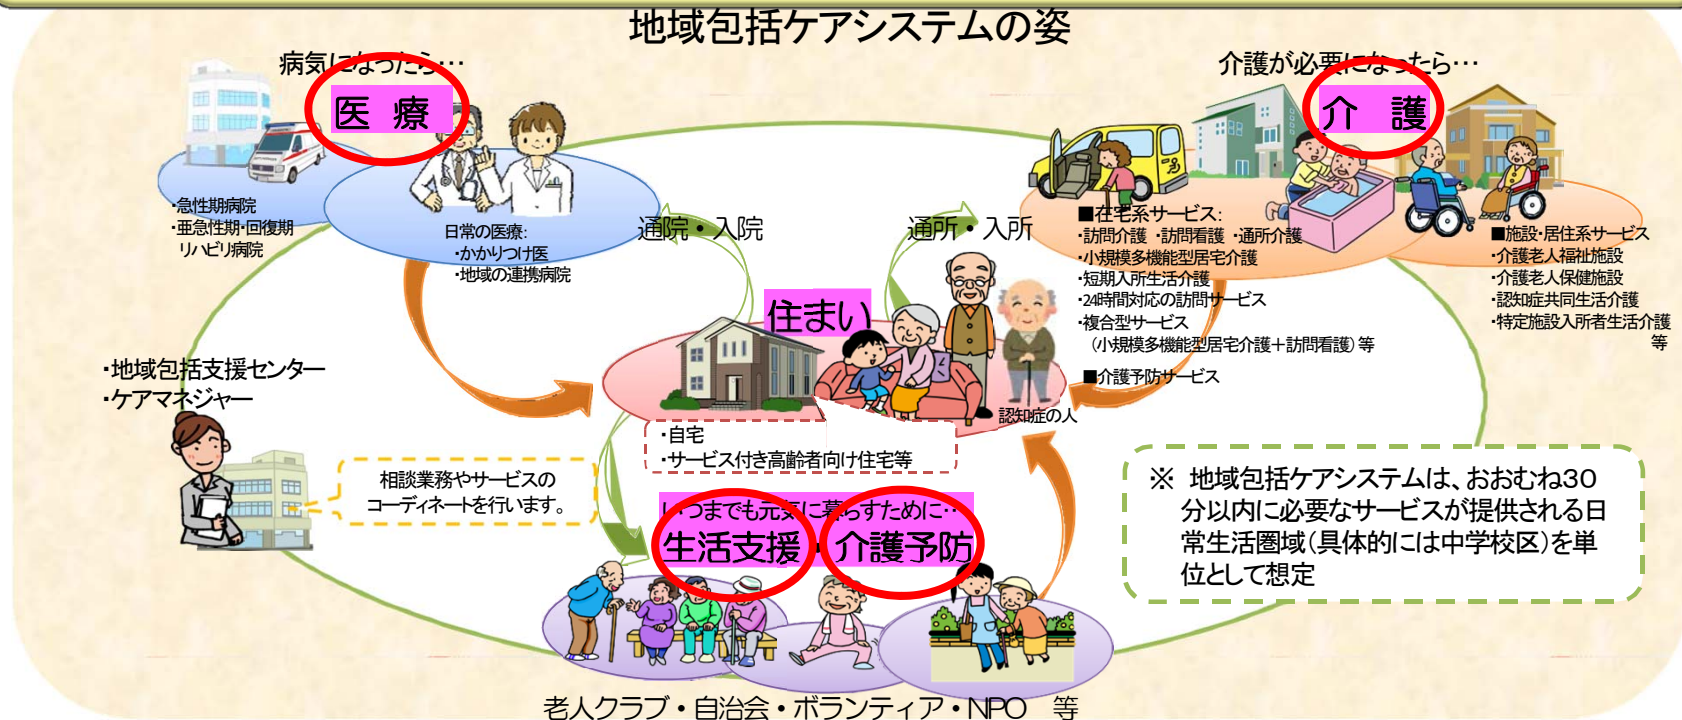 地域包括ケアシステムの姿
病気になったら…
医 療
・急性期病院
・亜急性期・回復期
リハビリ病院
日常の医療:
・かかりつけ医
・地域の連携病院
通院・入院
通所・入所
介護が必要になったら…
介 護
■在宅系サービス:
・訪問介護 ・訪問看護 ・通所介護
・小規模多機能型居宅介護
・短期入所生活介護
・24時間対応の訪問サービス
・複合型サービス
（小規模多機能型居宅介護＋訪問看護）等
■介護予防サービス
■施設・居住系サービス
・介護老人福祉施設
・介護老人保健施設
・認知症共同生活介護
・特定施設入所者生活介護
等
住まい
認知症の人
・自宅
・サービス付き高齢者向け住宅等
・地域包括支援センター
・ケアマネジャー
相談業務やサービスの
コーディネートを行います。
いつまでも元気に暮らすために…
生活支援・介護予防
※ 地域包括ケアシステムは、おおむね30
分以内に必要なサービスが提供される日
常生活圏域（具体的には中学校区）を単
位として想定
老人クラブ・自治会・ボランティア・NPO 等